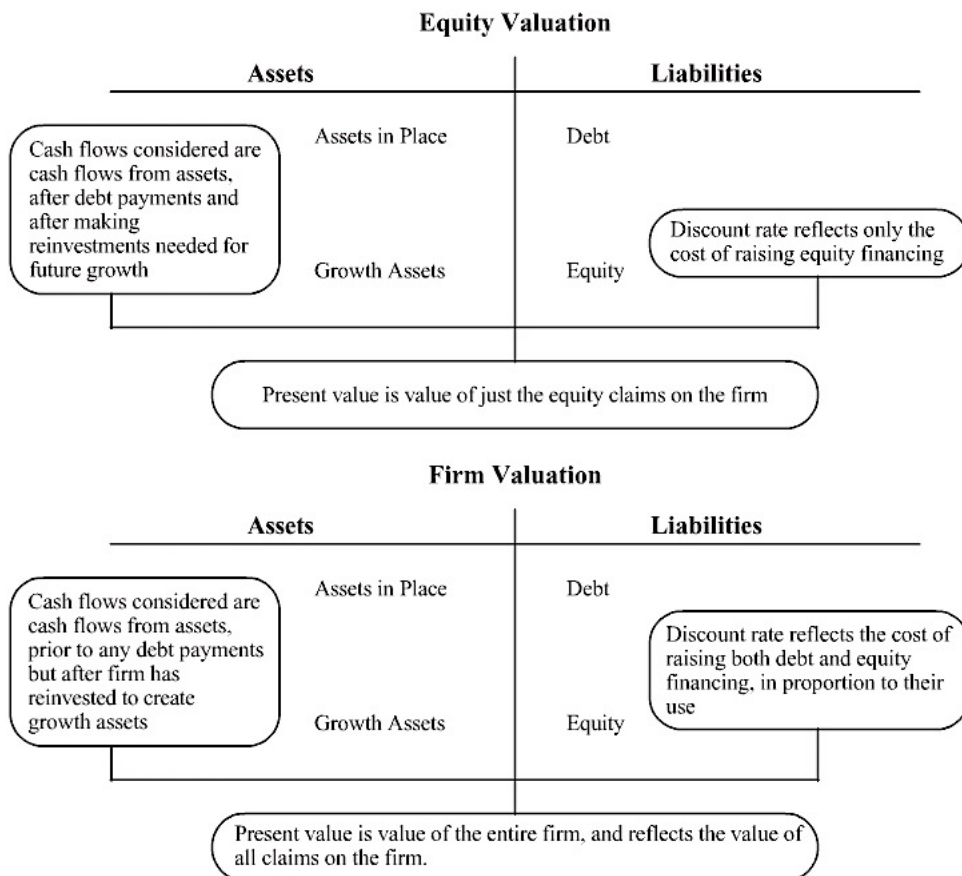 Equity Valuation
Assets
Liabilities
Cash flows considered are
cash flows from assets,
after debt payments and
after making
reinvestments needed for
future growth
Assets in Place
Debt
Growth Assets
Equity
Discount rate reflects only the
cost of raising equity financing
Present value is value of just the equity claims on the firm
Firm Valuation
Assets
Liabilities
Cash flows considered are
cash flows from assets,
prior to any debt payments
but after firm has
reinvested to create
growth assets
Assets in Place
Debt
Growth Assets
Equity
Discount rate reflects the cost of
raising both debt and equity
financing, in proportion to their
use
Present value is value of the entire firm, and reflects the value of
all claims on the firm.